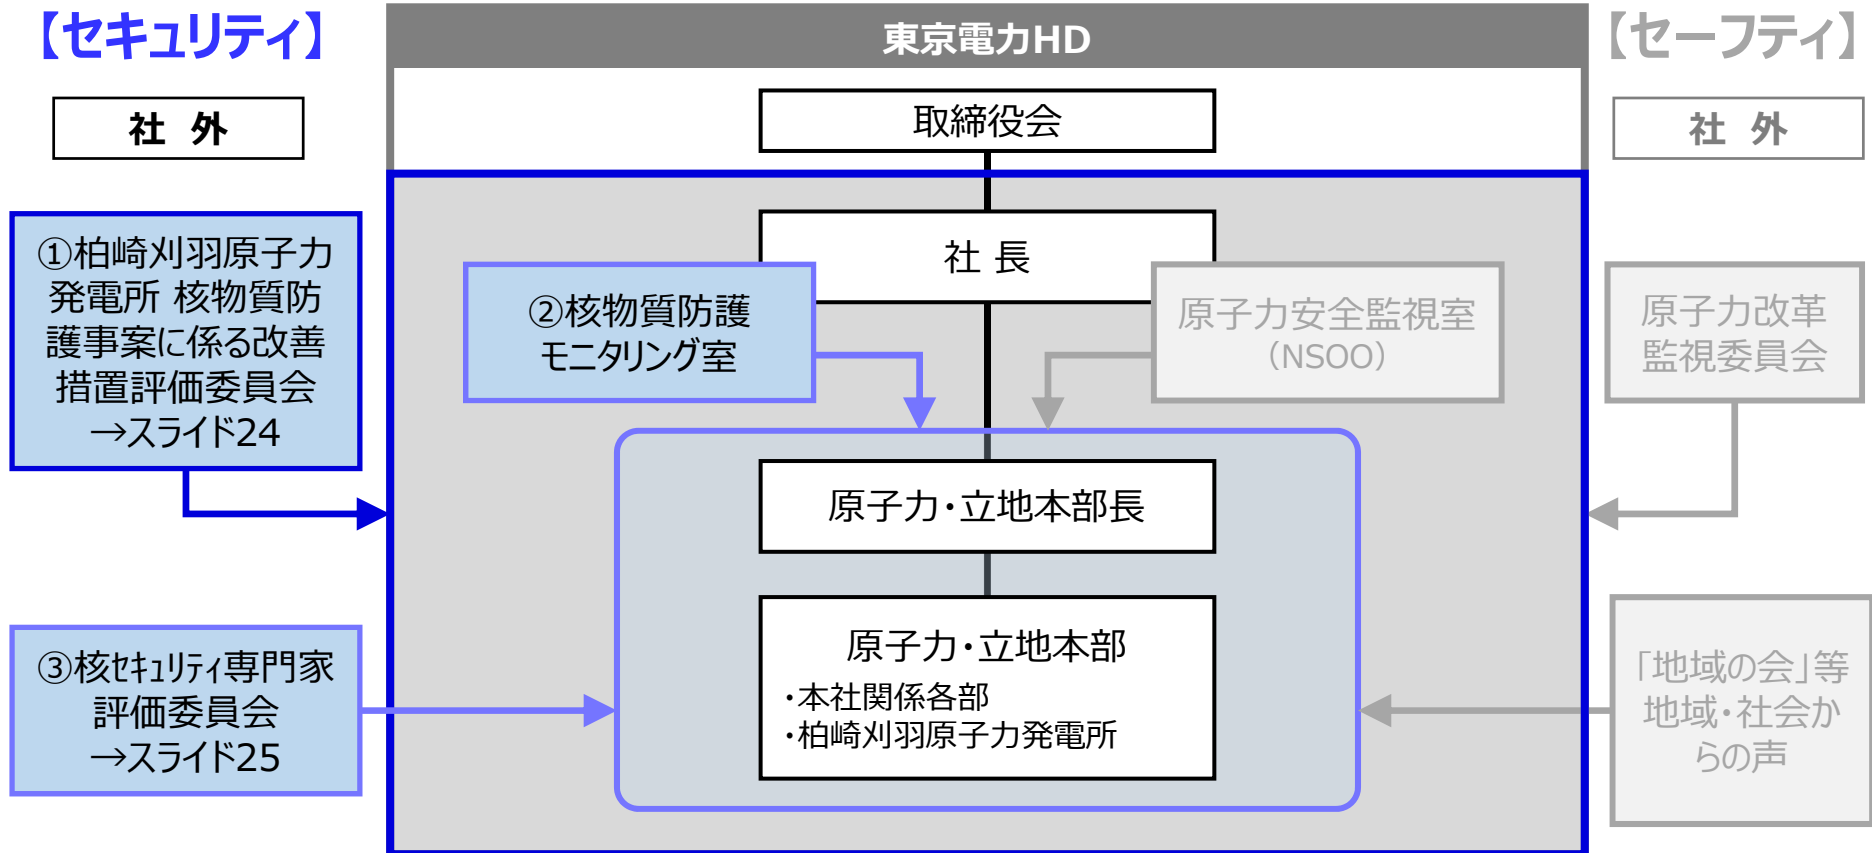 【セキュリティ】
東京電力HD
【セーフティ】
社 外
取締役会
社 外
社 長
①柏崎刈羽原子力
発電所 核物質防
護事案に係る改善
措置評価委員会
→スライド24
②核物質防護
モニタリング室
原子力安全監視室
（NSOO）
原子力改革
監視委員会
原子力・立地本部長
③核ｾｷｭﾘﾃｨ専門家
評価委員会
→スライド25
原子力・立地本部
・本社関係各部
・柏崎刈羽原子力発電所
「地域の会」等
地域・社会か
らの声